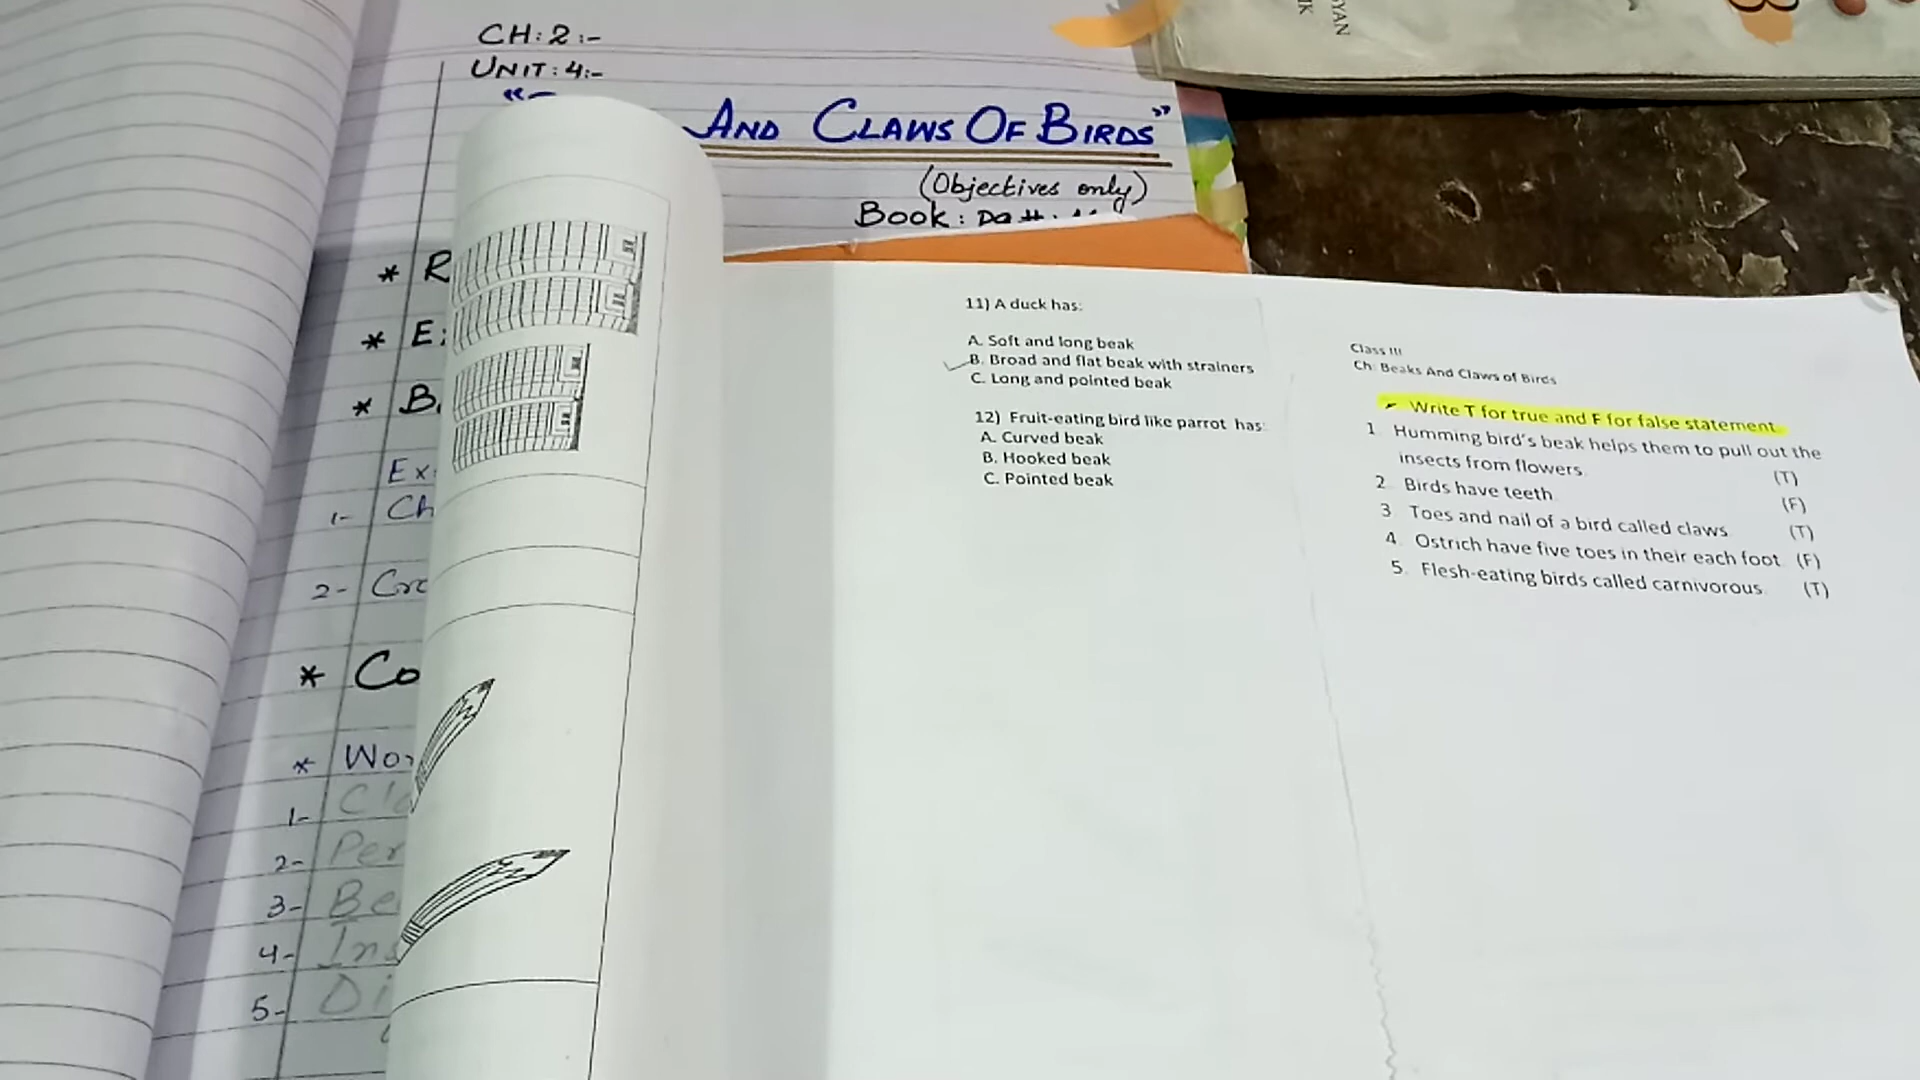 CH: 2 :-
UNIT: 4:-
AND CLAWS OF BIRDS"
(Objectives only)
Book:
* R
* E
* B
Ex
1- Ch
2-
* Co
* Wo
1- Cl
2- Per
3- Be
4- Ins
5- Di
11) A duck has:
A. Soft and long beak
B. Broad and flat beak with strainers
C. Long and pointed beak
12) Fruit-eating bird like parrot has:
A. Curved beak
B. Hooked beak
C. Pointed beak
Class III
Ch: Beaks And Claws of Birds
Write T for true and F for false statement.
1. Humming bird's beak helps them to pull out the
insects from flowers. (T)
2. Birds have teeth (F)
3. Toes and nail of a bird called claws (T)
4. Ostrich have five toes in their each foot (F)
5. Flesh-eating birds called carnivorous. (T)